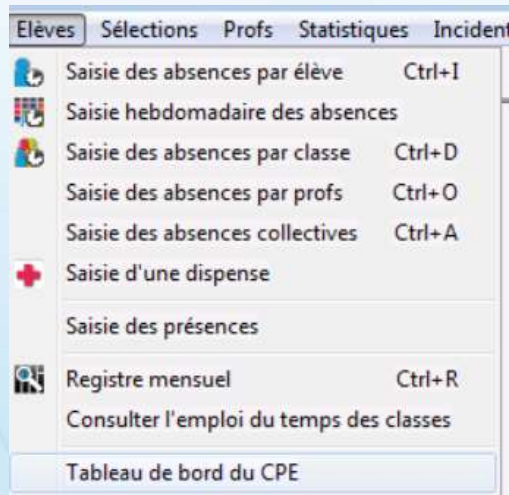 Elèves Sélections Profs Statistiques Incident
Saisie des absences par élève Ctrl+I
Saisie hebdomadaire des absences
Saisie des absences par classe Ctrl+D
Saisie des absences par profs Ctrl+O
Saisie des absences collectives Ctrl+A
Saisie d'une dispense
Saisie des présences
Registre mensuel Ctrl+R
Consulter l'emploi du temps des classes
Tableau de bord du CPE